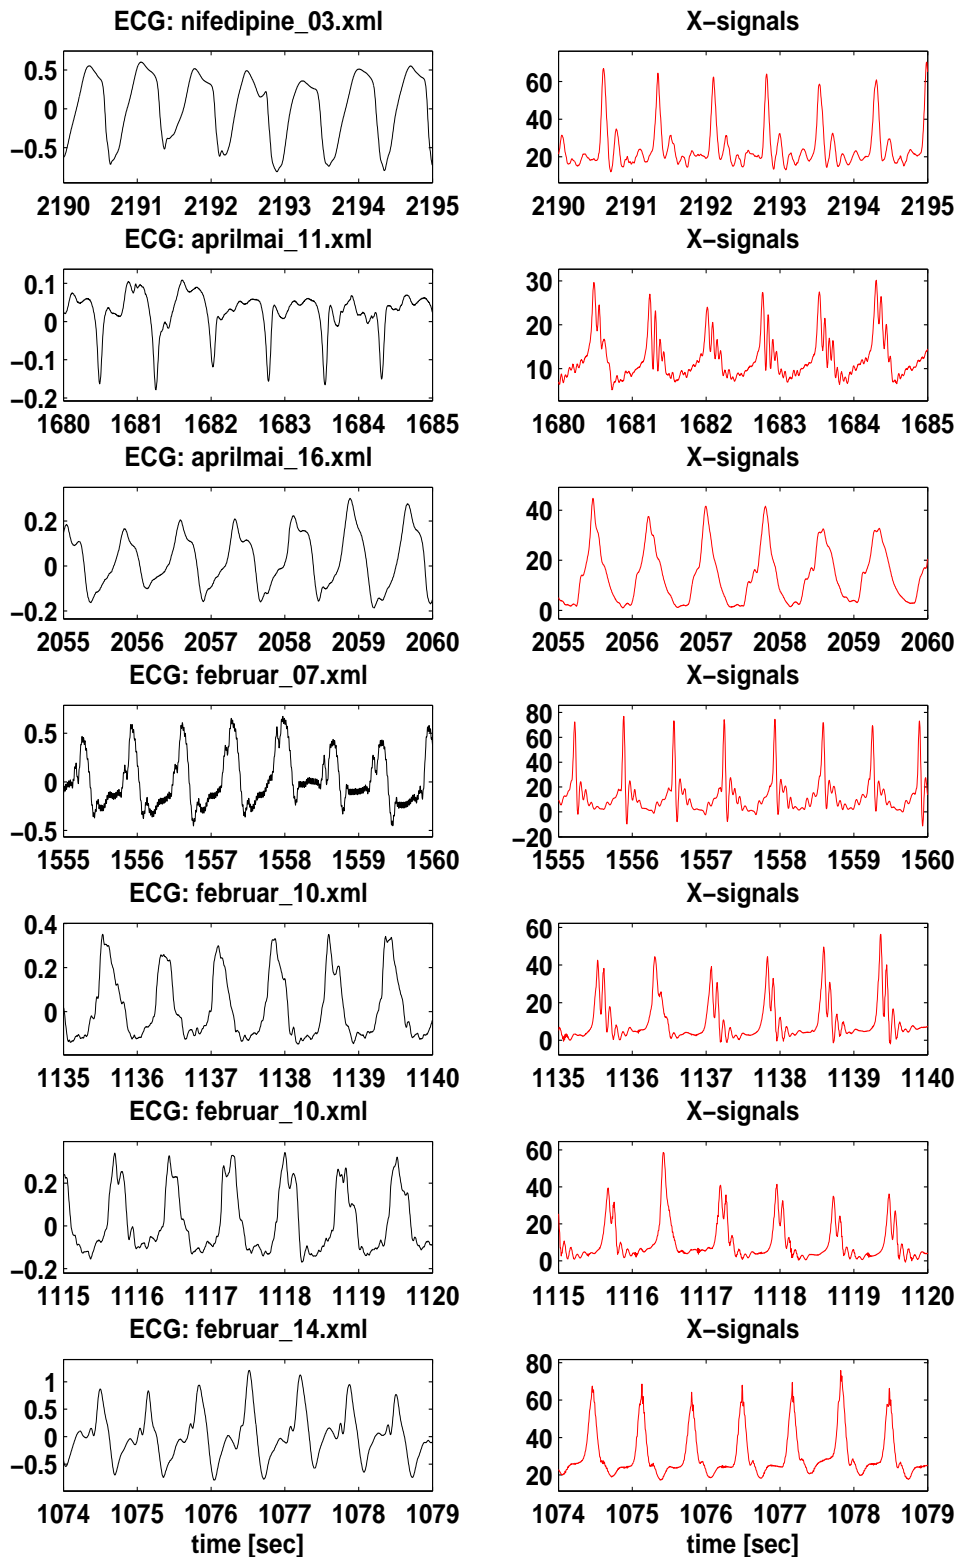 ECG: nifedipine_03.xml
X−signals
0.5
0
−0.5
2190 2191 2192 2193 2194 2195
60
40
20
2190 2191 2192 2193 2194 2195
ECG: aprilmai_11.xml
X−signals
0.1
0
−0.1
−0.2
1680 1681 1682 1683 1684 1685
30
20
10
1680 1681 1682 1683 1684 1685
ECG: aprilmai_16.xml
X−signals
0.2
0
−0.2
2055 2056 2057 2058 2059 2060
40
20
0
2055 2056 2057 2058 2059 2060
ECG: februar_07.xml
X−signals
0.5
0
−0.5
1555 1556 1557 1558 1559 1560
80
60
40
20
0
−20
1555 1556 1557 1558 1559 1560
ECG: februar_10.xml
X−signals
0.4
0.2
0
1135 1136 1137 1138 1139 1140
60
40
20
0
1135 1136 1137 1138 1139 1140
ECG: februar_10.xml
X−signals
0.2
0
−0.2
1115 1116 1117 1118 1119 1120
60
40
20
0
1115 1116 1117 1118 1119 1120
ECG: februar_14.xml
X−signals
1
0.5
0
−0.5
1074 1075 1076 1077 1078 1079
time [sec]
80
60
40
20
1074 1075 1076 1077 1078 1079
time [sec]